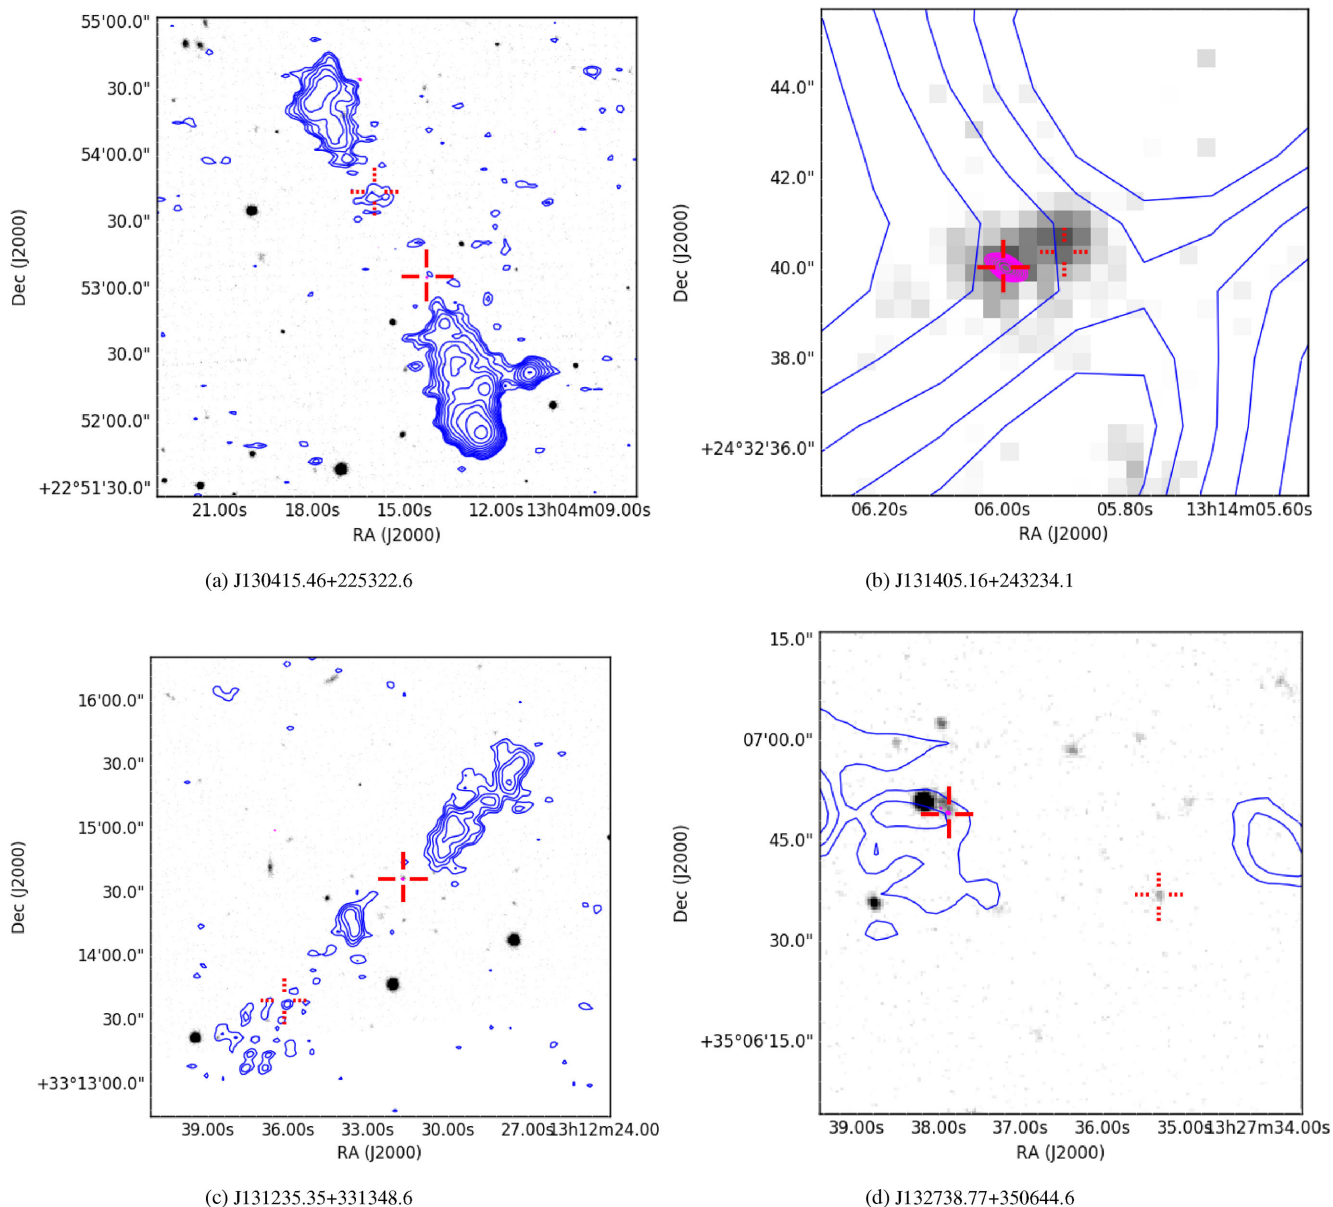 55'00.0"
30.0"
54'00.0"
30.0"
53'00.0"
30.0"
52'00.0"
+22°51'30.0"
Dec (J2000)
21.00s 18.00s 15.00s 12.00s 13h04m09.00s
RA (J2000)
(a) J130415.46+225322.6
44.0"
42.0"
40.0"
38.0"
+24°32'36.0"
Dec (J2000)
06.20s 06.00s 05.80s 13h14m05.60s
RA (J2000)
(b) J131405.16+243234.1
16'00.0"
30.0"
15'00.0"
30.0"
14'00.0"
30.0"
+33°13'00.0"
Dec (J2000)
39.00s 36.00s 33.00s 30.00s 27.00s 13h12m24.00
RA (J2000)
(c) J131235.35+331348.6
15.0"
07'00.0"
45.0"
30.0"
+35°06'15.0"
Dec (J2000)
39.00s 38.00s 37.00s 36.00s 35.00s 13h27m34.00s
RA (J2000)
(d) J132738.77+350644.6